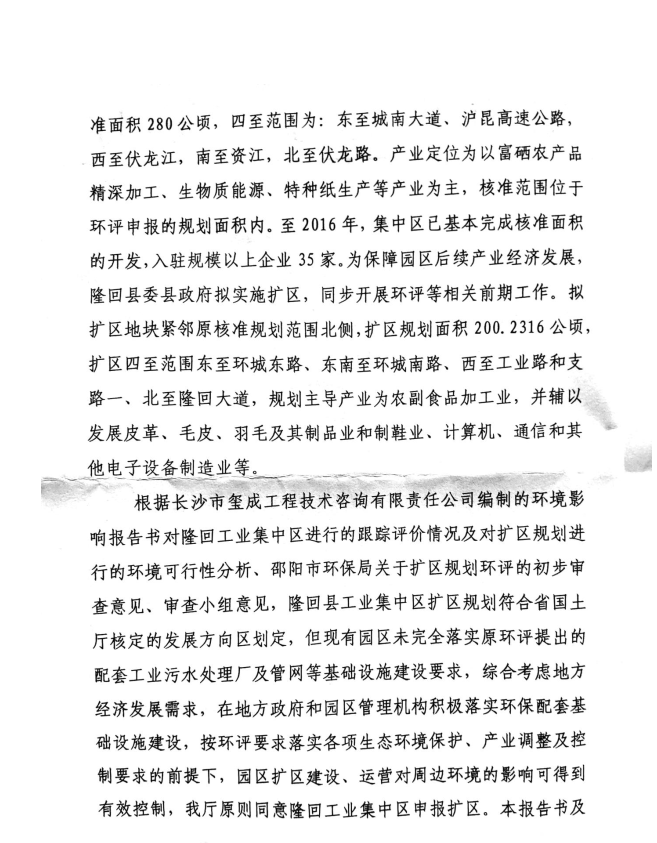 准面积 280 公顷，四至范围为：东至城南大道、沪昆高速公路，
西至伏龙江，南至资江，北至伏龙路。产业定位为以富硒农产品
精深加工、生物质能源、特种纸生产等产业为主，核准范围位于
环评申报的规划面积内。至 2016 年，集中区已基本完成核准面积
的开发，入驻规模以上企业 35 家。为保障园区后续产业经济发展，
隆回县委县政府拟实施扩区，同步开展环评等相关前期工作。拟
扩区地块紧邻原核准规划范围北侧，扩区规划面积 200.2316 公顷，
扩区四至范围东至环城东路、东南至环城南路、西至工业路和支
路一、北至隆回大道，规划主导产业为农副食品加工业，并辅以
发展皮革、毛皮、羽毛及其制品业和制鞋业、计算机、通信和其
他电子设备制造业等。
根据长沙市玺成工程技术咨询有限责任公司编制的环境影
响报告书对隆回工业集中区进行的跟踪评价情况及对扩区规划进
行的环境可行性分析、邵阳市环保局关于扩区规划环评的初步审
查意见、审查小组意见，隆回县工业集中区扩区规划符合省国土
厅核定的发展方向区划定，但现有园区未完全落实原环评提出的
配套工业污水处理厂及管网等基础设施建设要求，综合考虑地方
经济发展需求，在地方政府和园区管理机构积极落实环保配套基
础设施建设，按环评要求落实各项生态环境保护、产业调整及控
制要求的前提下，园区扩区建设、运营对周边环境的影响可得到
有效控制，我厅原则同意隆回工业集中区申报扩区。本报告书及